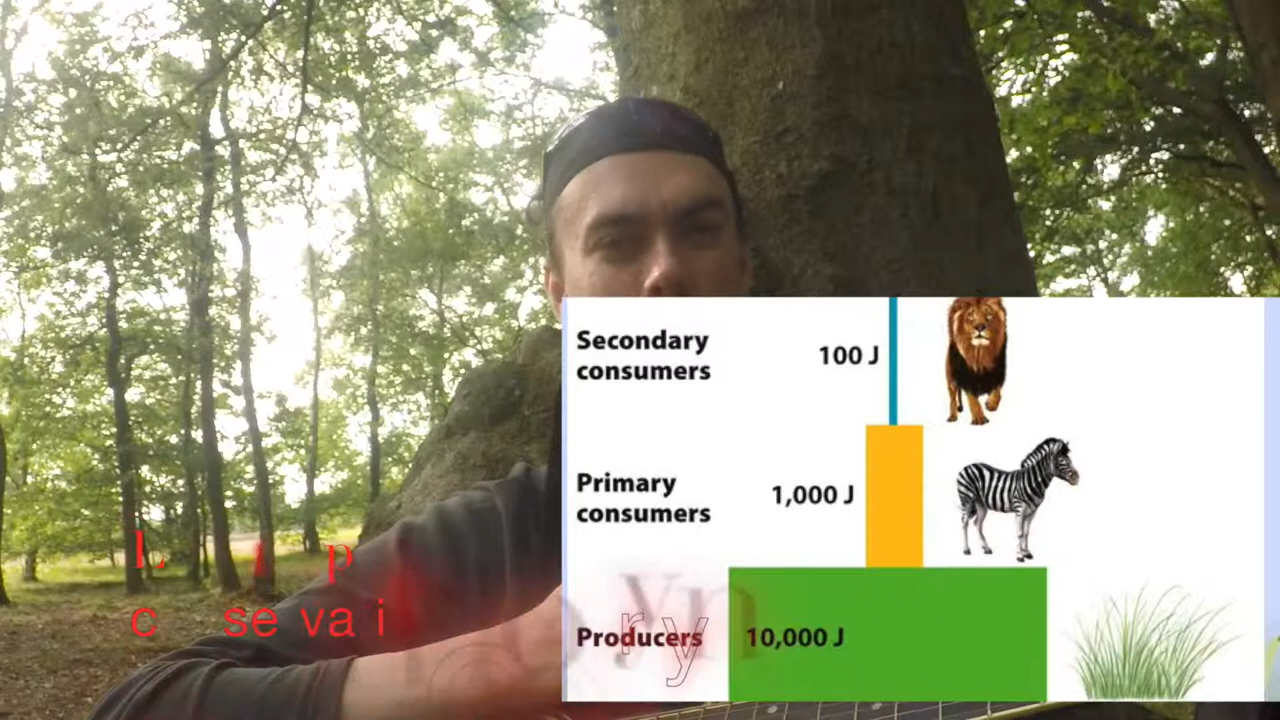 Secondary
consumers
100 J
Primary
consumers
1,000 J
Producers
10,000 J